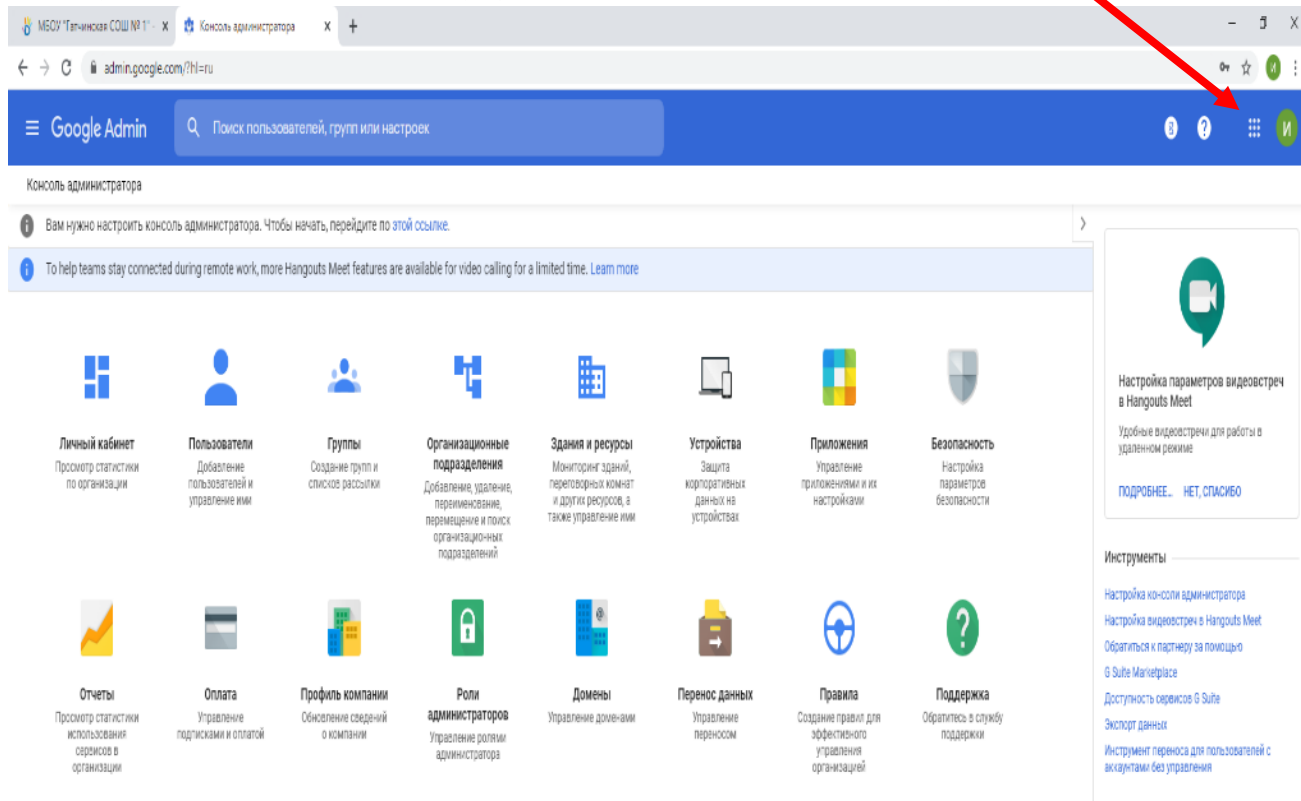 МБОУ "Гатчинская СОШ № 1" -
Консоль администратора
admin.google.com/?hl=ru
Google Admin
Поиск пользователей, групп или настроек
И
И
Консоль администратора
Вам нужно настроить консоль администратора. Чтобы начать, перейдите по этой ссылке.
To help teams stay connected during remote work, more Hangouts Meet features are available for video calling for a limited time. Learn more
Личный кабинет
Просмотр статистики
по организации
Пользователи
Добавление
пользователей и
управление ими
Группы
Создание групп и
списков рассылки
Организационные
подразделения
Добавление, удаление,
переименование,
перемещение и поиск
организационных
подразделений
Здания и ресурсы
Мониторинг зданий,
переговорных комнат
и других ресурсов, а
также управление ими
Устройства
Защита
корпоративных
данных на
устройствах
Приложения
Управление
приложениями и их
настройками
Безопасность
Настройка
параметров
безопасности
Отчеты
Просмотр статистики
использования
сервисов в
организации
Оплата
Управление
подписками и оплатой
Профиль компании
Обновление сведений
о компании
Роли
администраторов
Управление ролями
администратора
Домены
Управление доменами
Перенос данных
Управление
переносом
Правила
Создание правил для
эффективного
управления
организацией
Поддержка
Обратитесь в службу
поддержки
Настройка параметров видеовстреч
в Hangouts Meet
Удобные видеовстречи для работы в
удаленном режиме
ПОДРОБНЕЕ... НЕТ, СПАСИБО
Инструменты
Настройка консоли администратора
Настройка видеовстреч в Hangouts Meet
Обратиться к партнеру за помощью
G Suite Marketplace
Доступность сервисов G Suite
Экспорт данных
Инструмент переноса для пользователей с
аккаунтами без управления